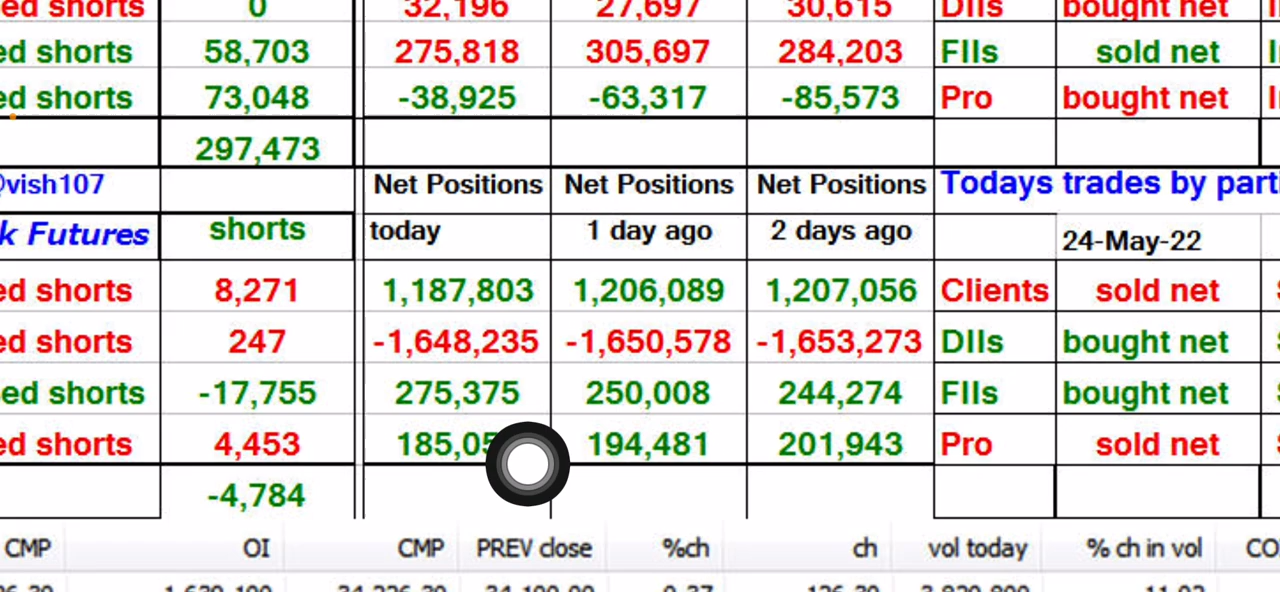 ed shorts 0 32,196 27,697 30,615 DIIs bought net
ed shorts 58,703 275,818 305,697 284,203 FIIs sold net
ed shorts 73,048 -38,925 -63,317 -85,573 Pro bought net
297,473
@vish107 Net Positions Net Positions Net Positions Todays trades by parti
k Futures shorts today 1 day ago 2 days ago 24-May-22
ed shorts 8,271 1,187,803 1,206,089 1,207,056 Clients sold net
ed shorts 247 -1,648,235 -1,650,578 -1,653,273 DIIs bought net
sed shorts -17,755 275,375 250,008 244,274 FIIs bought net
ed shorts 4,453 185,05 194,481 201,943 Pro sold net
-4,784
CMP OI CMP PREV close %ch ch vol today % ch in vol CO